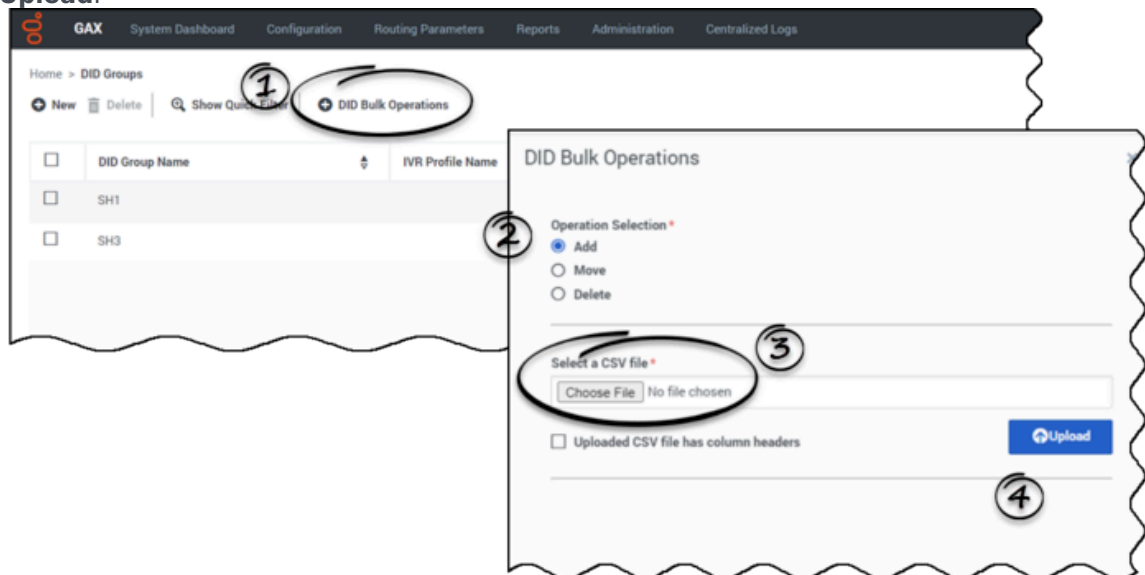 Upload.
GAX System Dashboard Configuration Routing Parameters Reports Administration Centralized Logs
Home > DID Groups
1
New Delete Show Quick Filter DID Bulk Operations
DID Group Name IVR Profile Name
SH1
SH3
DID Bulk Operations
2
Operation Selection *
Add
Move
Delete
3
Select a CSV file *
Choose File No file chosen
Uploaded CSV file has column headers
Upload
4